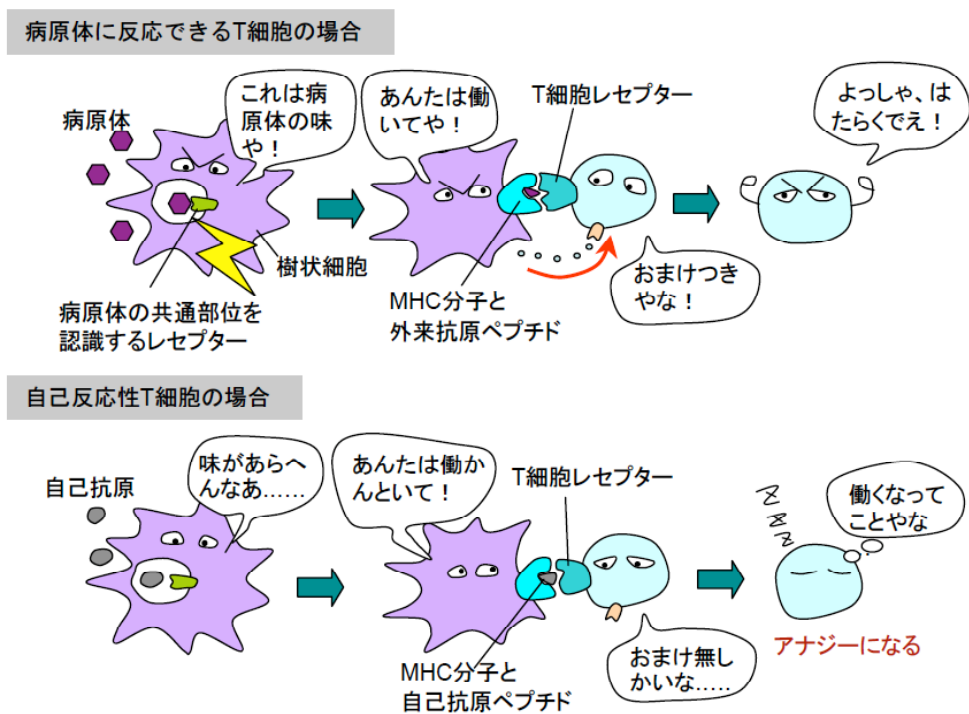 病原体に反応できるT細胞の場合
病原体
これは病
原体の味
や！
あんたは働
いてや！
T細胞レセプター
よっしゃ、は
たらくでえ！
樹状細胞
病原体の共通部位を
認識するレセプター
MHC分子と
外来抗原ペプチド
おまけつき
やな！
自己反応性T細胞の場合
自己抗原
味があらへ
んなあ……
あんたは働か
んといて！
T細胞レセプター
zzz
働くなって
ことやな
MHC分子と
自己抗原ペプチド
おまけ無し
かいな…..
アナジーになる